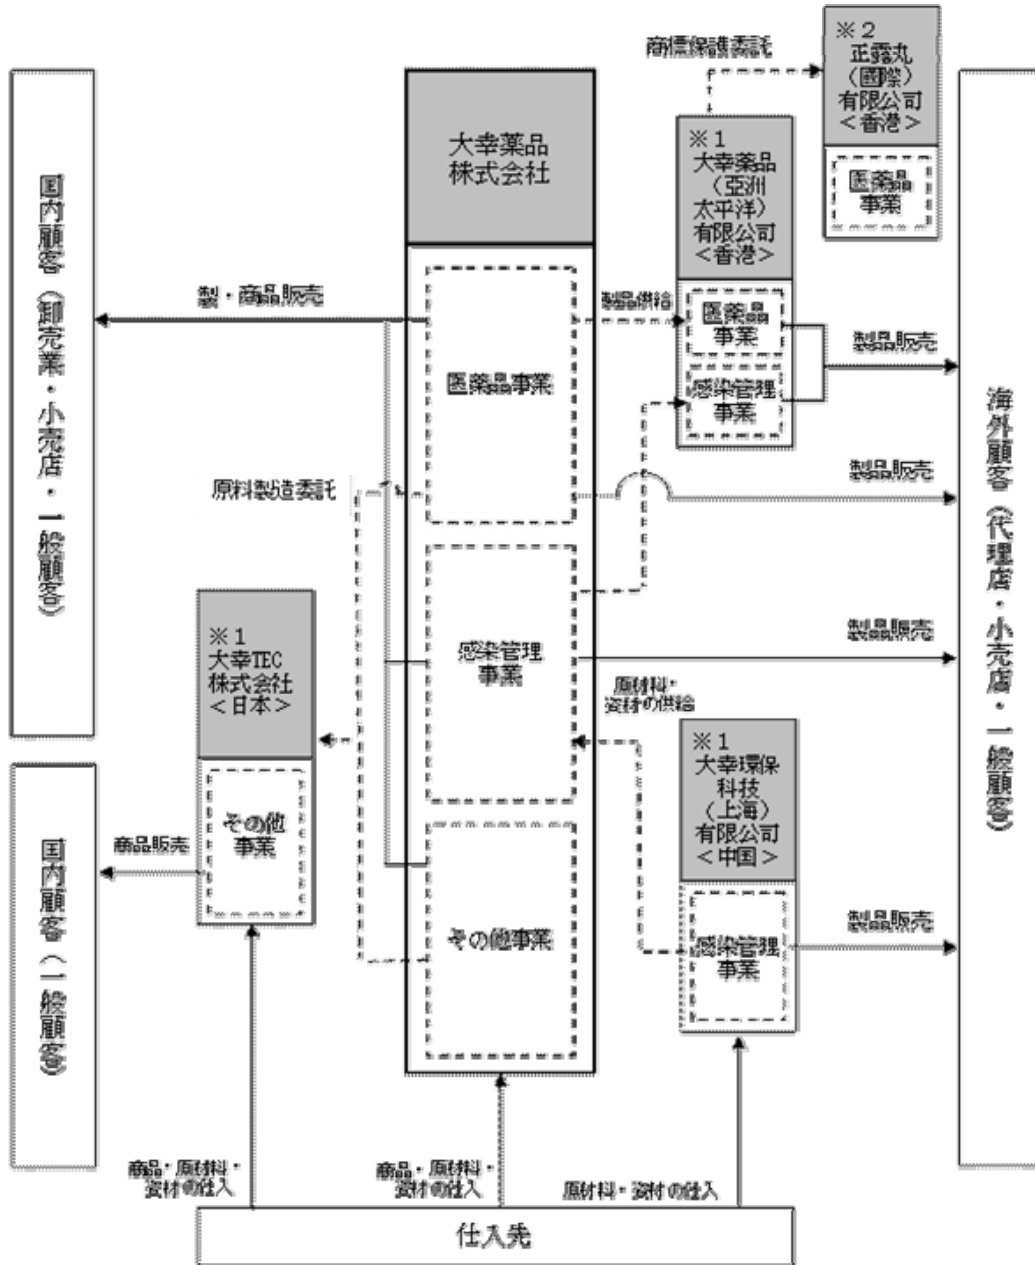 商標保護委託
※２
正露丸
（國際）
有限公司
＜香港＞
医薬品
事業
大幸薬品
株式会社
※１
大幸薬品
（亞洲
太平洋）
有限公司
＜香港＞
医薬品
事業
感染管理
事業
国内顧客（卸売業・小売店・一般顧客）
製・商品販売
製品供給
製品販売
医薬品事業
海外顧客（代理店・小売店・一般顧客）
原料製造委託
製品販売
※１
大幸TEC
株式会社
＜日本＞
その他
事業
感染管理
事業
製品販売
原材料・
資材の供給
※１
大幸環保
科技
（上海）
有限公司
＜中国＞
感染管理
事業
国内顧客（一般顧客）
商品販売
その他事業
製品販売
商品・原材料・
資材の仕入
商品・原材料・
資材の仕入
原材料・資材の仕入
仕入先